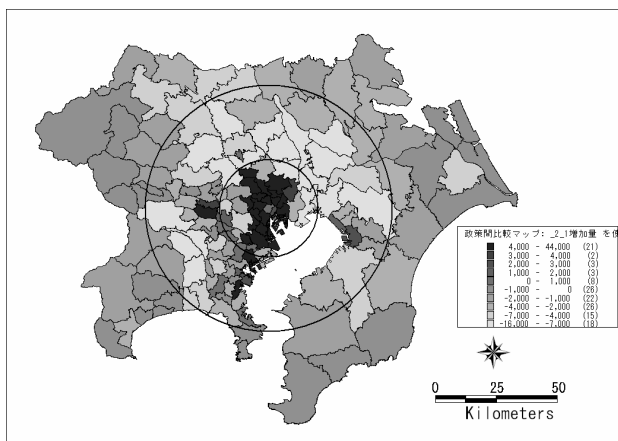 政策間比較マップ: _2_1増加量 を使
4,000 - 44,000 (21)
3,000 - 4,000 (2)
2,000 - 3,000 (3)
1,000 - 2,000 (3)
0 - 1,000 (8)
-1,000 - 0 (26)
-2,000 - -1,000 (22)
-4,000 - -2,000 (26)
-7,000 - -4,000 (15)
-16,000 - -7,000 (18)
0 25 50
Kilometers